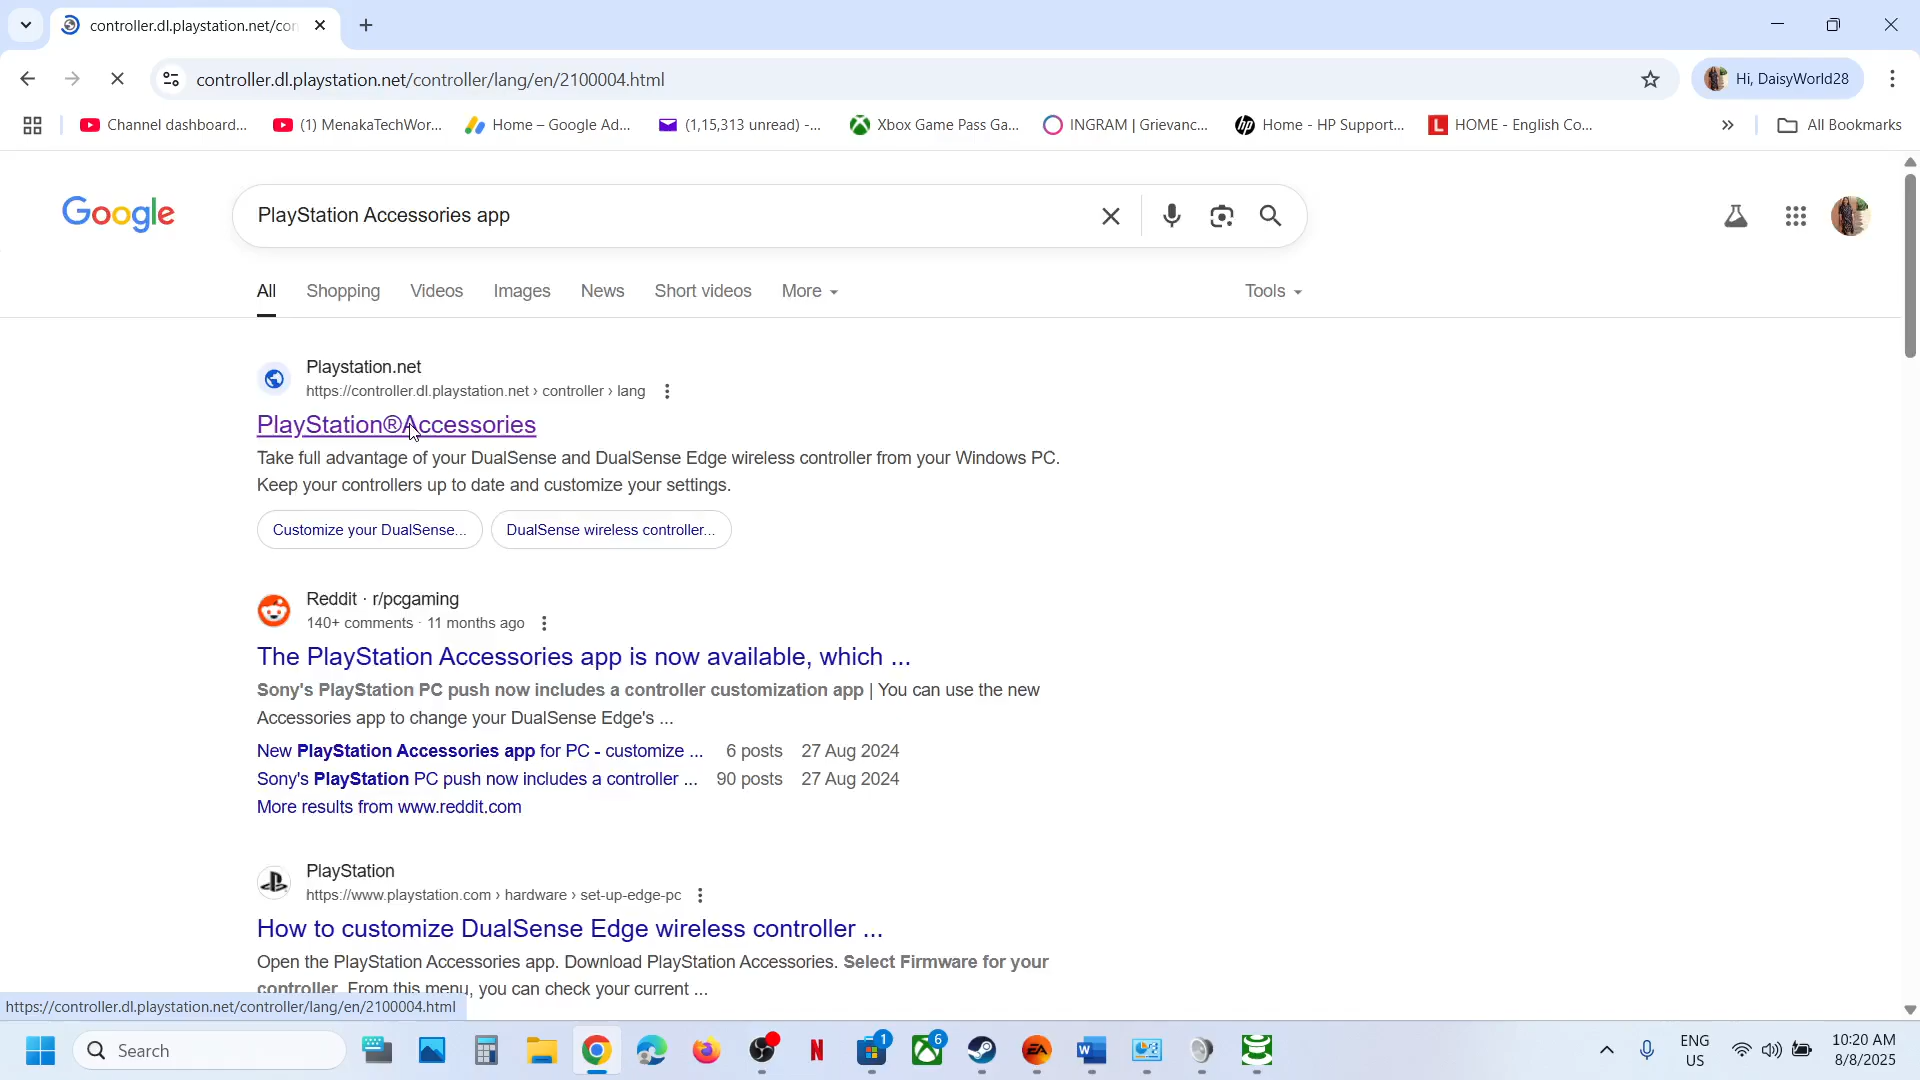 controller.dl.playstation.net/con
controller.dl.playstation.net/controller/lang/en/2100004.html
Hi, DaisyWorld28
Channel dashboard...
(1) MenakaTechWor...
Home – Google Ad...
(1,15,313 unread) -...
Xbox Game Pass Ga...
INGRAM | Grievanc...
Home - HP Support...
HOME - English Co...
All Bookmarks
Google
PlayStation Accessories app
All
Shopping
Videos
Images
News
Short videos
More
Tools
Playstation.net
https://controller.dl.playstation.net › controller › lang
PlayStation®Accessories
Take full advantage of your DualSense and DualSense Edge wireless controller from your Windows PC.
Keep your controllers up to date and customize your settings.
Customize your DualSense...
DualSense wireless controller...
Reddit · r/pcgaming
140+ comments · 11 months ago
The PlayStation Accessories app is now available, which ...
Sony's PlayStation PC push now includes a controller customization app | You can use the new
Accessories app to change your DualSense Edge's ...
New PlayStation Accessories app for PC - customize ... 6 posts 27 Aug 2024
Sony's PlayStation PC push now includes a controller ... 90 posts 27 Aug 2024
More results from www.reddit.com
PlayStation
https://www.playstation.com › hardware › set-up-edge-pc
How to customize DualSense Edge wireless controller ...
Open the PlayStation Accessories app. Download PlayStation Accessories. Select Firmware for your
controller. From this menu, you can check your current ...
https://controller.dl.playstation.net/controller/lang/en/2100004.html
Search
1
6
ENG
US
10:20 AM
8/8/2025